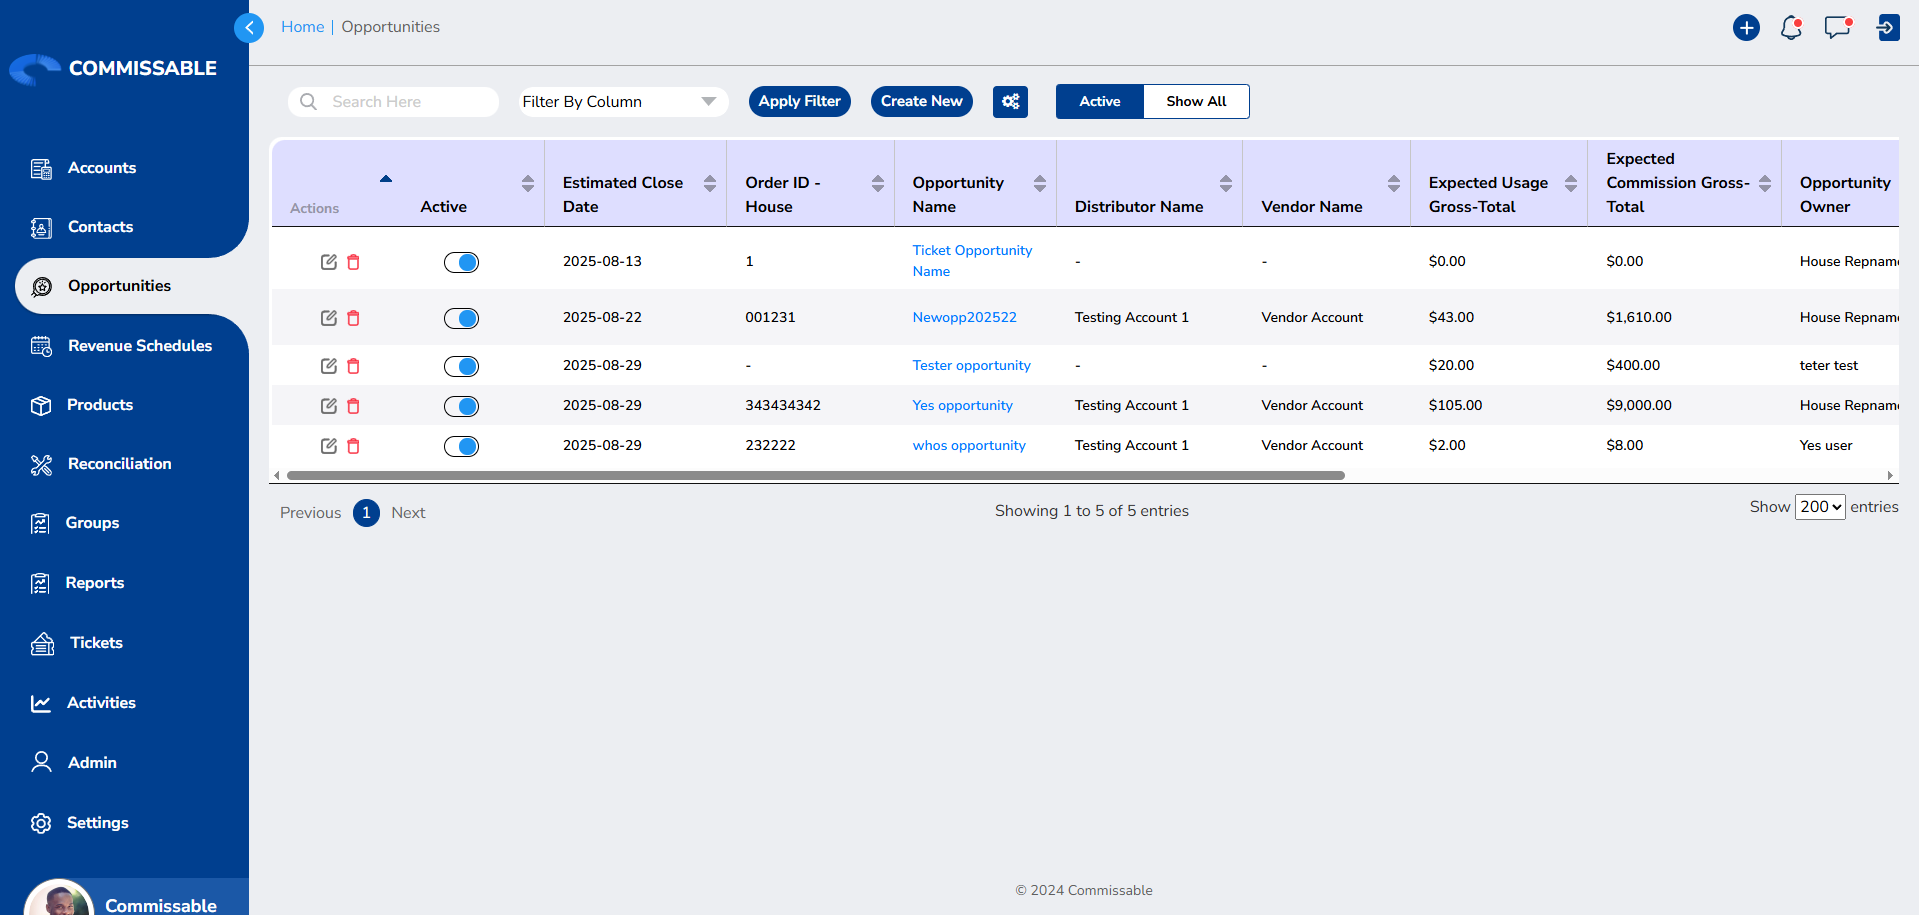 Home | Opportunities
COMMISSABLE
Accounts
Contacts
Opportunities
Revenue Schedules
Products
Reconciliation
Groups
Reports
Tickets
Activities
Admin
Settings
Commissable
Search Here
Filter By Column
Apply Filter
Create New
Active
Show All
Actions
Active
Estimated Close
Date
Order ID -
House
Opportunity
Name
Distributor Name
Vendor Name
Expected Usage
Gross-Total
Expected
Commission Gross-
Total
Opportunity
Owner
2025-08-13 1 Ticket Opportunity
Name - - $0.00 $0.00 House Repname
2025-08-22 001231 Newopp202522 Testing Account 1 Vendor Account $43.00 $1,610.00 House Repname
2025-08-29 - Tester opportunity - - $20.00 $400.00 teter test
2025-08-29 343434342 Yes opportunity Testing Account 1 Vendor Account $105.00 $9,000.00 House Repname
2025-08-29 232222 whos opportunity Testing Account 1 Vendor Account $2.00 $8.00 Yes user
Previous 1 Next
Showing 1 to 5 of 5 entries
Show 200 entries
© 2024 Commissable